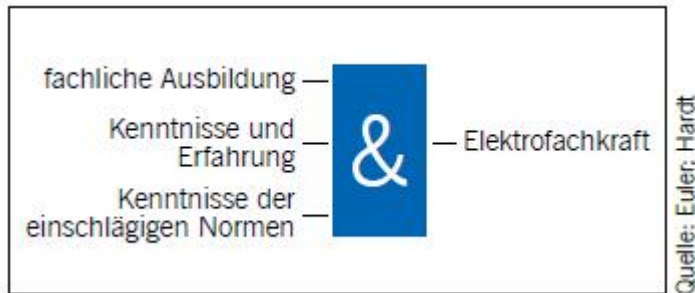 fachliche Ausbildung
Kenntnisse und
Erfahrung
Kenntnisse der
einschlägigen Normen
&
Elektrofachkraft
Quelle: Euler; Hardt